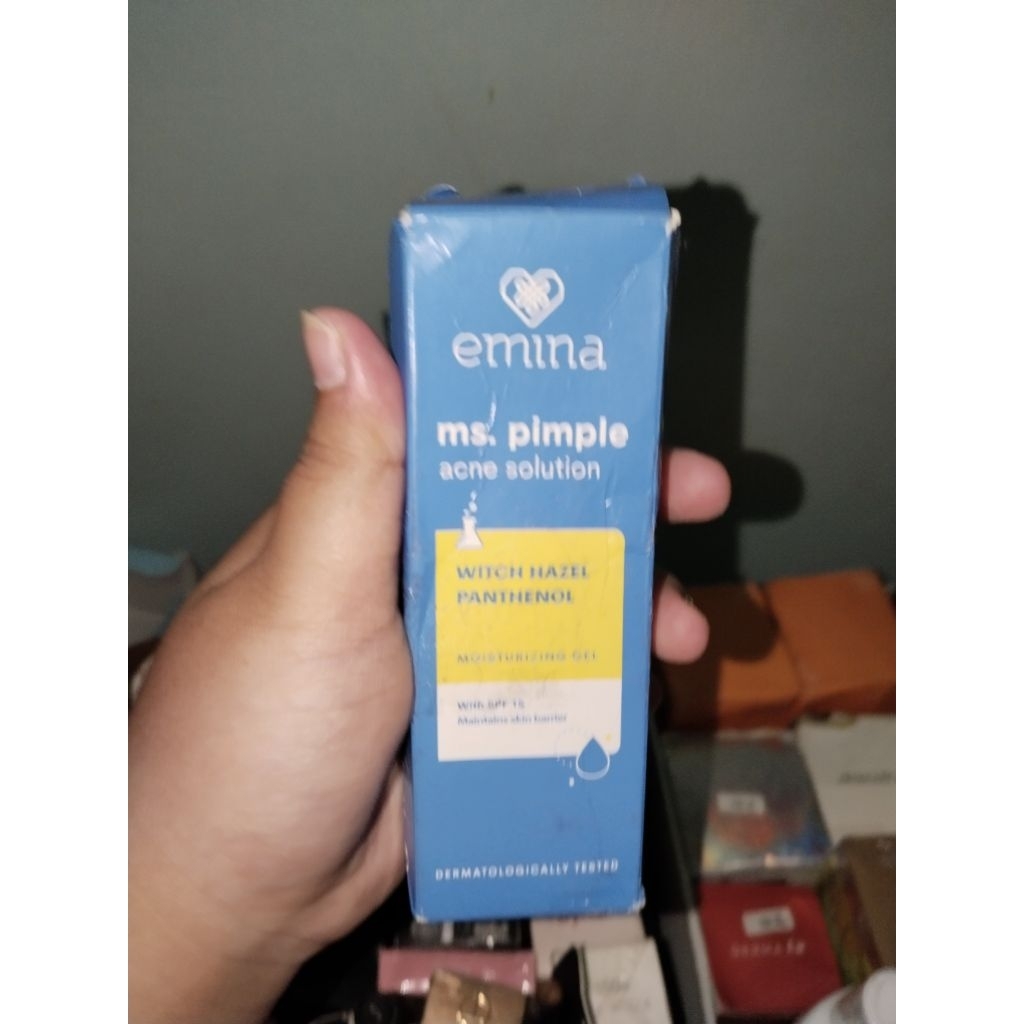 emina
ms. pimple
acne solution
WITCH HAZEL
PANTHENOL
MOISTURIZING GEL
With SPF 15
Maintains skin barrier
DERMATOLOGICALLY TESTED